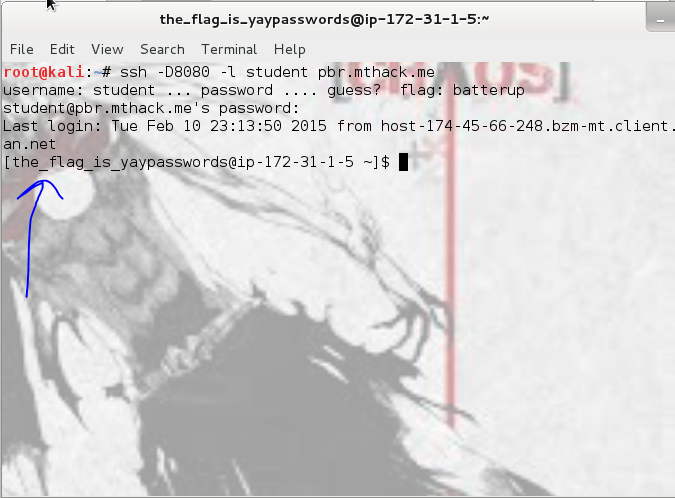 the_flag_is_yaypasswords@ip-172-31-1-5:~
File Edit View Search Terminal Help
root@kali:~# ssh -D8080 -l student pbr.mthack.me
username: student ... password .... guess?  flag: batterup
student@pbr.mthack.me's password:
Last login: Tue Feb 10 23:13:50 2015 from host-174-45-66-248.bzm-mt.client.
an.net
[the_flag_is_yaypasswords@ip-172-31-1-5 ~]$